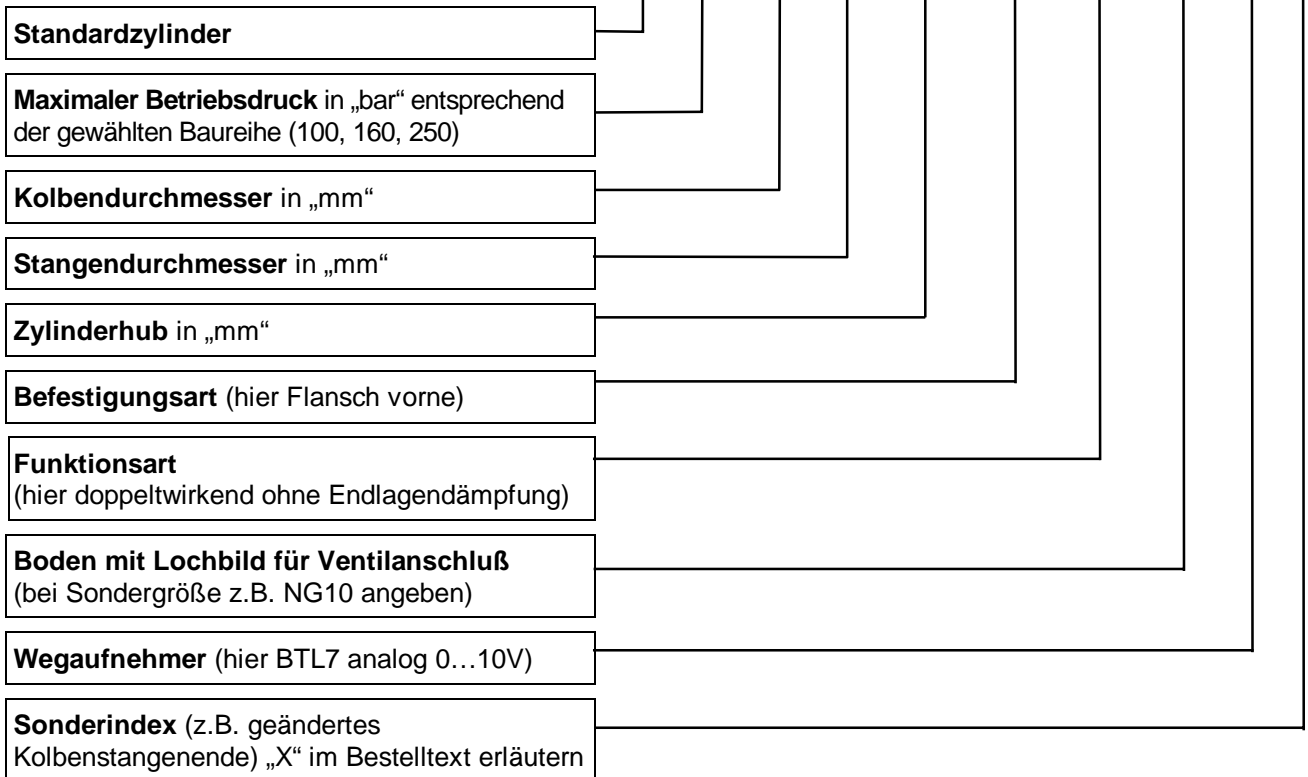 Standardzylinder
Maximaler Betriebsdruck in „bar“ entsprechend
der gewählten Baureihe (100, 160, 250)
Kolbendurchmesser in „mm“
Stangendurchmesser in „mm“
Zylinderhub in „mm“
Befestigungsart (hier Flansch vorne)
Funktionsart
(hier doppeltwirkend ohne Endlagendämpfung)
Boden mit Lochbild für Ventilanschluß
(bei Sondergröße z.B. NG10 angeben)
Wegaufnehmer (hier BTL7 analog 0…10V)
Sonderindex (z.B. geändertes
Kolbenstangenende) „X“ im Bestelltext erläutern